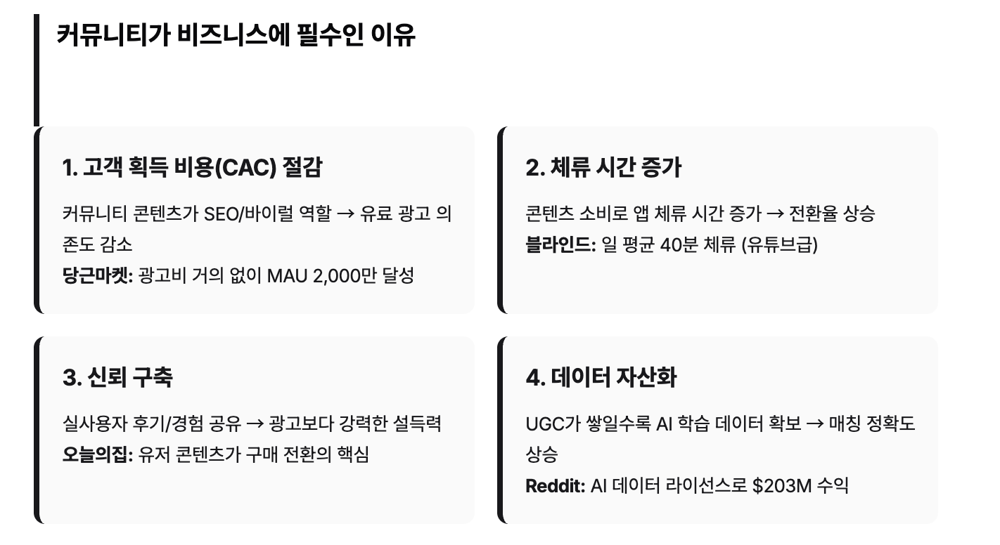 커뮤니티가 비즈니스에 필수인 이유
1. 고객 획득 비용(CAC) 절감
커뮤니티 콘텐츠가 SEO/바이럴 역할 → 유료 광고 의
존도 감소
당근마켓: 광고비 거의 없이 MAU 2,000만 달성
2. 체류 시간 증가
콘텐츠 소비로 앱 체류 시간 증가 → 전환율 상승
블라인드: 일 평균 40분 체류 (유튜브급)
3. 신뢰 구축
실사용자 후기/경험 공유 → 광고보다 강력한 설득력
오늘의집: 유저 콘텐츠가 구매 전환의 핵심
4. 데이터 자산화
UGC가 쌓일수록 AI 학습 데이터 확보 → 매칭 정확도
상승
Reddit: AI 데이터 라이선스로 $203M 수익